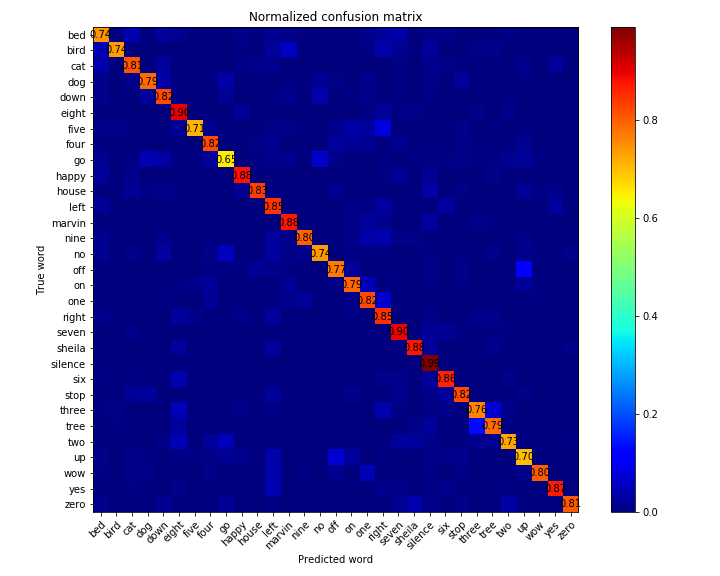 Normalized confusion matrix
True word
bed 0.74
bird 0.74
cat 0.81
dog 0.79
down 0.82
eight 0.90
five 0.71
four 0.82
go 0.65
happy 0.88
house 0.83
left 0.85
marvin 0.88
nine 0.80
no 0.74
off 0.77
on 0.79
one 0.82
right 0.85
seven 0.90
sheila 0.88
silence
six 0.86
stop 0.82
three 0.76
tree 0.79
two 0.73
up 0.70
wow 0.80
yes 0.87
zero 0.81
bed bird cat dog down eight five four go happy house left marvin nine no off on one right seven sheila silence six stop three tree two up wow yes zero
Predicted word
0.8
0.6
0.4
0.2
0.0